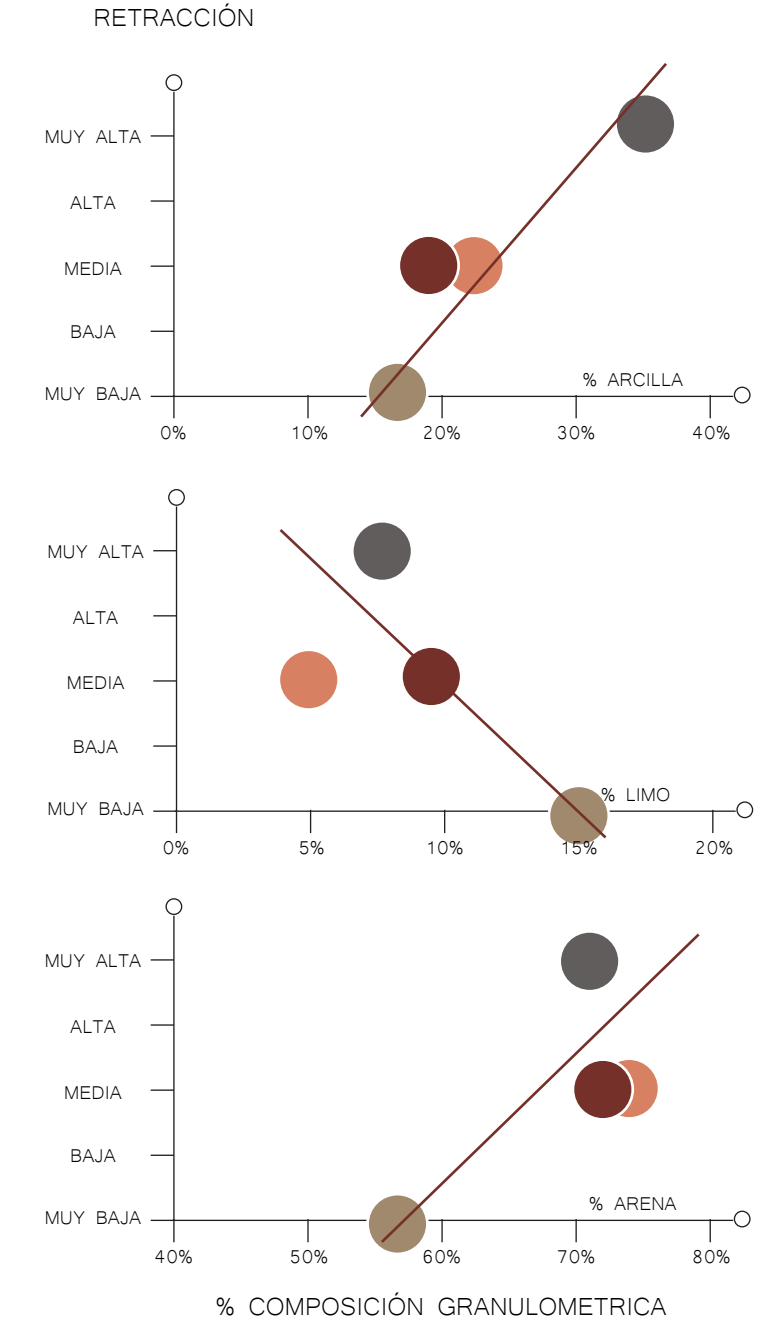 RETRACCIÓN
MUY ALTA
ALTA
MEDIA
BAJA
% ARCILLA
MUY BAJA
0% 10% 20% 30% 40%
MUY ALTA
ALTA
MEDIA
BAJA
% LIMO
MUY BAJA
0% 5% 10% 15% 20%
MUY ALTA
ALTA
MEDIA
BAJA
% ARENA
MUY BAJA
40% 50% 60% 70% 80%
% COMPOSICIÓN GRANULOMETRICA